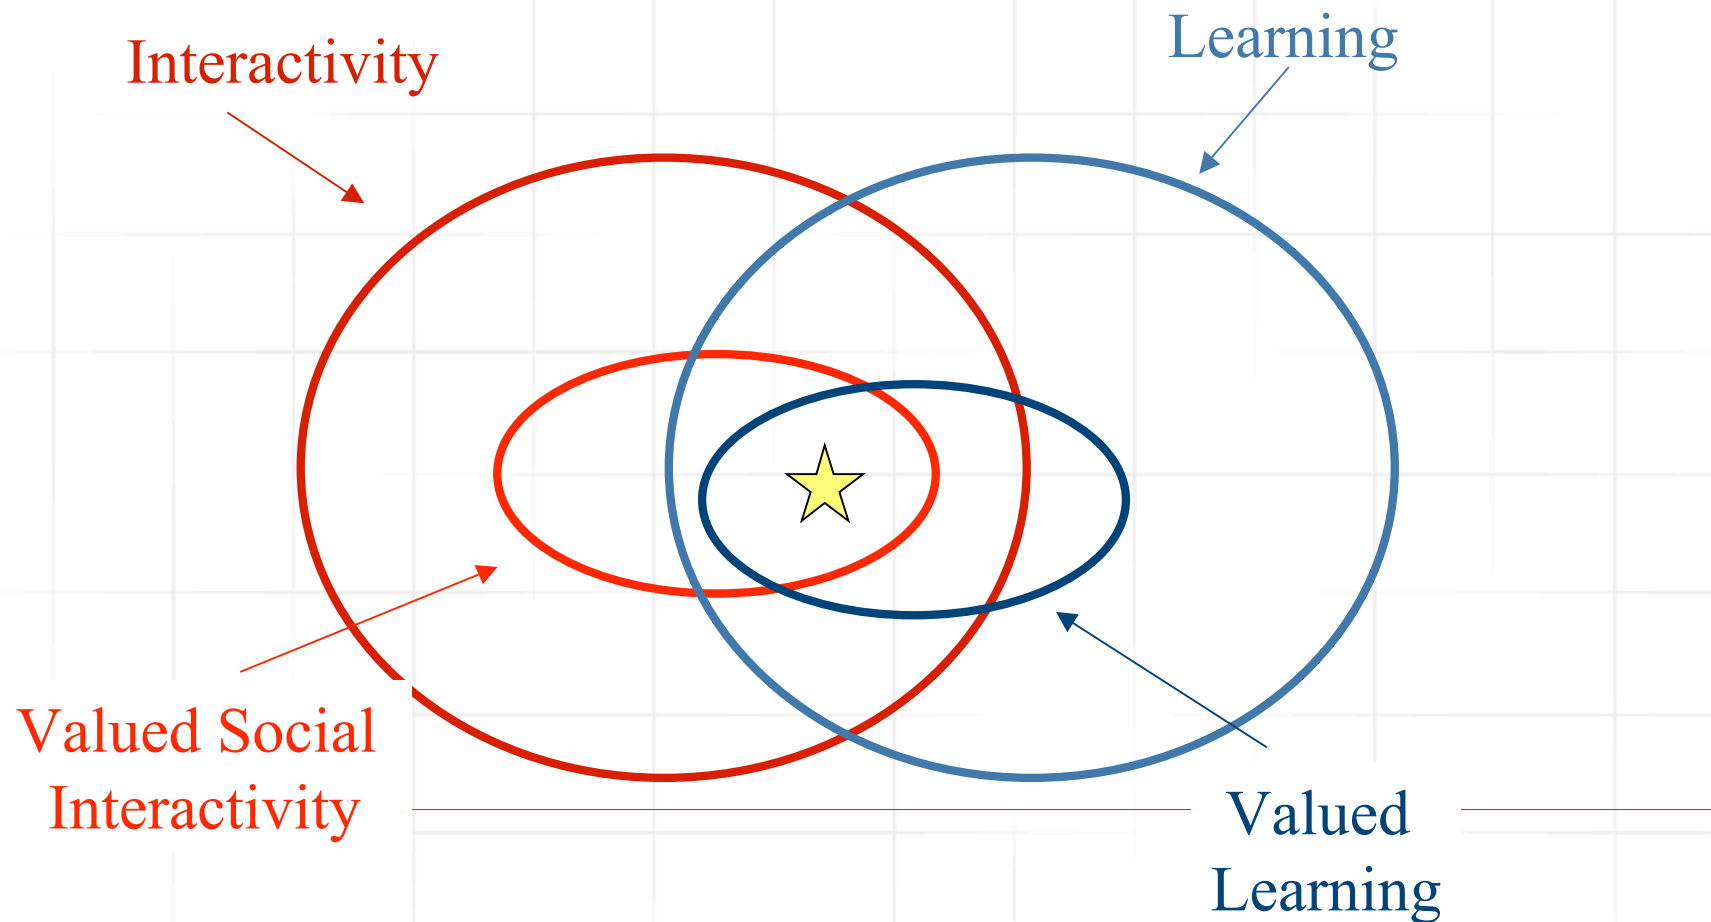 Interactivity
Learning
Valued Social
Interactivity
Valued
Learning